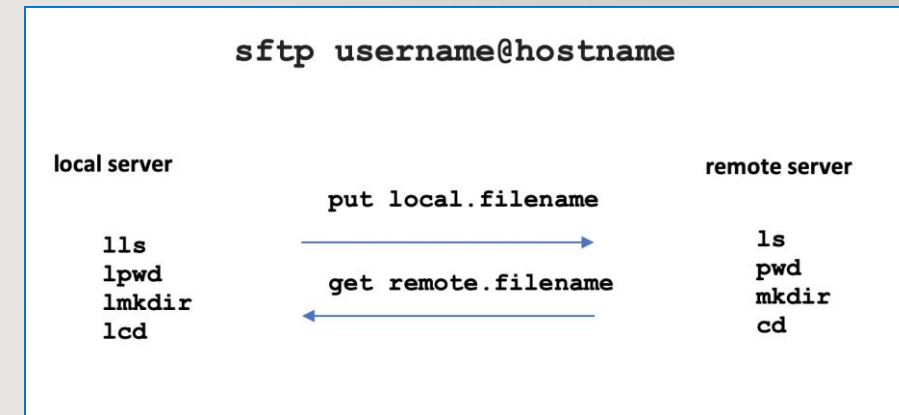 sftp username@hostname
local server
remote server
put local.filename
lls
lpwd
lmkdir
lcd
get remote.filename
ls
pwd
mkdir
cd